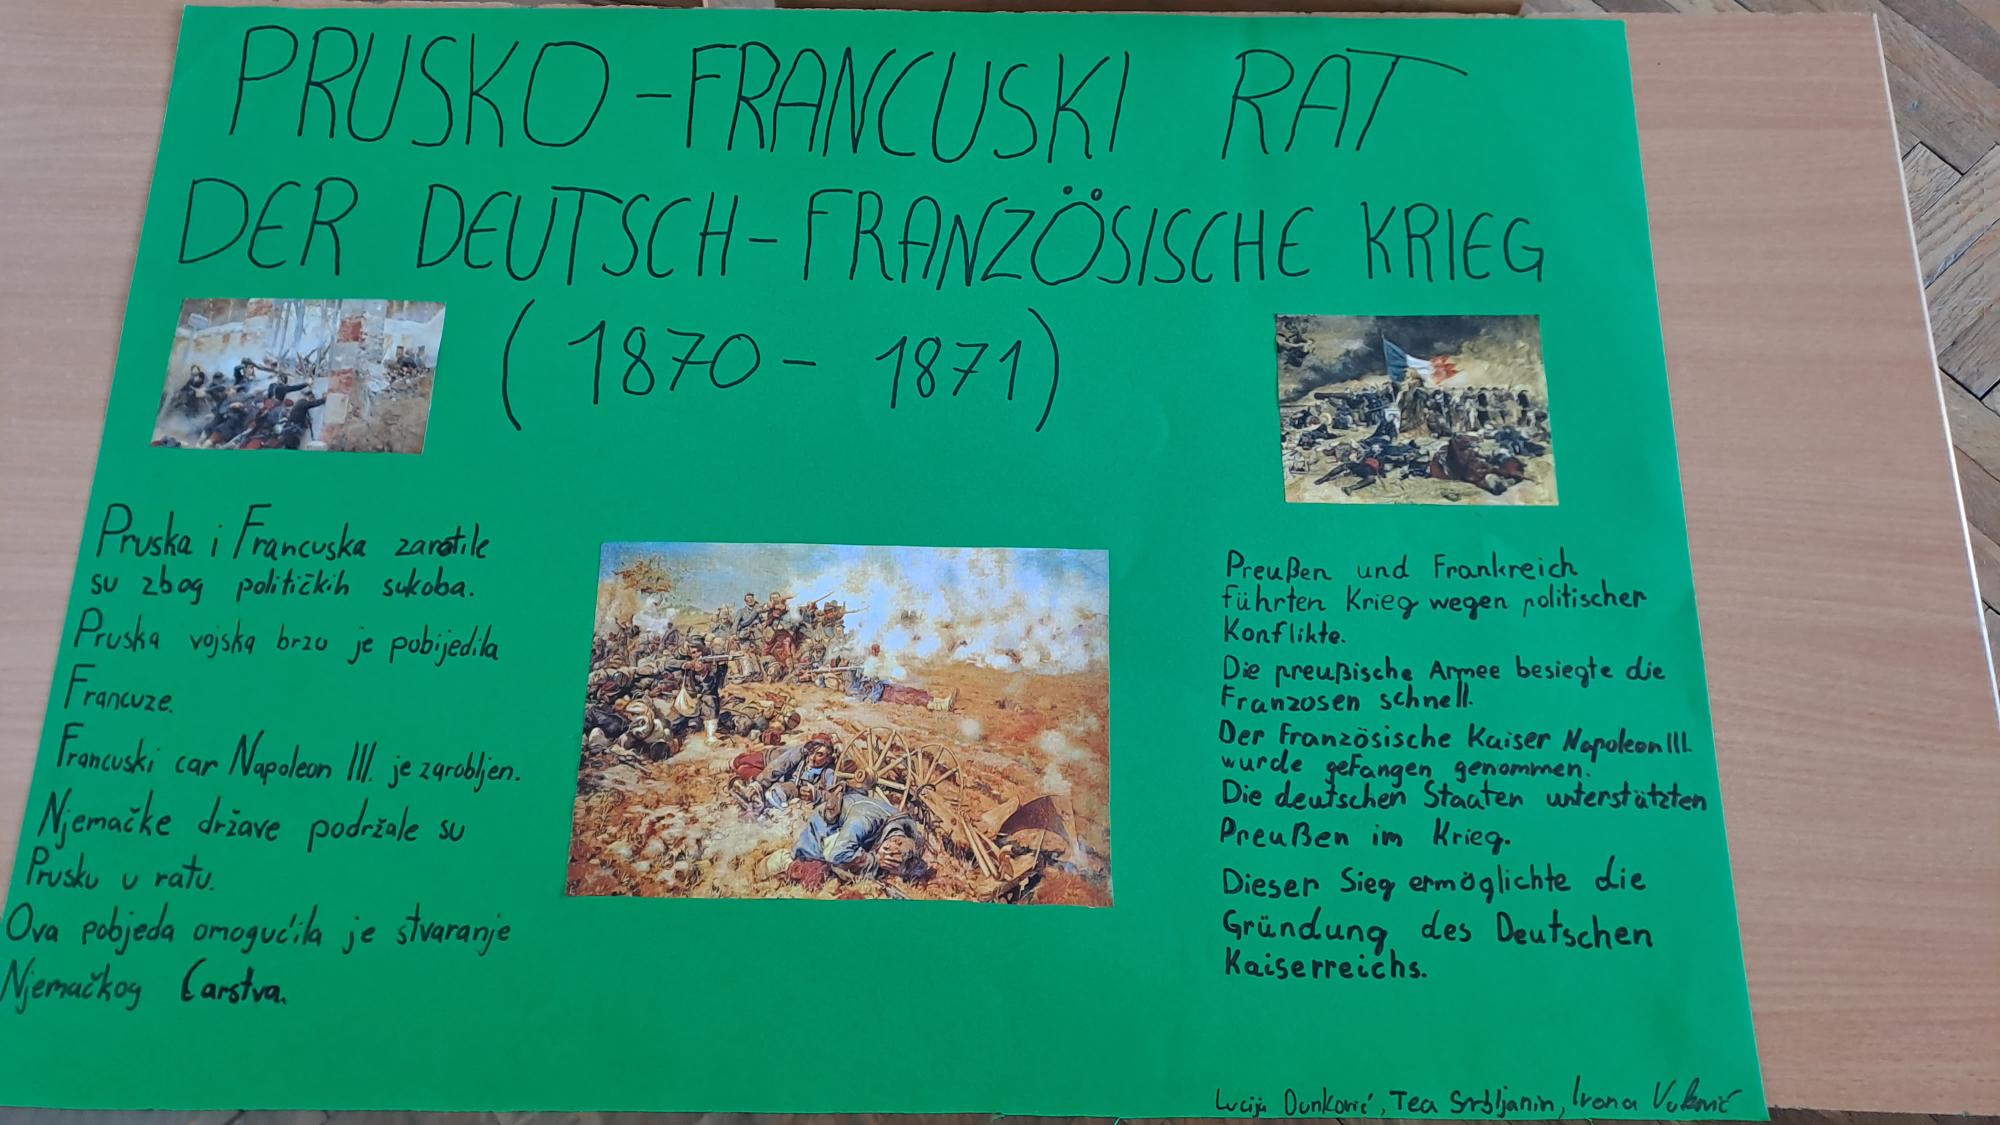 PRUSKO-FRANCUSKI RAT
DER DEUTSCH-FRANZÖSISCHE KRIEG
(1870 - 1871)
Pruska i Francuska zaratile
su zbog političkih sukoba.
Pruska vojska brzo je pobijedila
Francuze.
Francuski car Napoleon III. je zarobljen.
Njemačke države podržale su
Prusku u ratu.
Ova pobjeda omogućila je stvaranje
Njemačkog Carstva.
Preußen und Frankreich
führten Krieg wegen politischer
Konflikte.
Die preußische Armee besiegte die
Franzosen schnell.
Der Französische Kaiser Napoleon III.
wurde gefangen genommen.
Die deutschen Staaten unterstützten
Preußen im Krieg.
Dieser Sieg ermöglichte die
Gründung des Deutschen
Kaiserreichs.
Lucija Dunković, Tea Srbljanin, Ivona Vuković